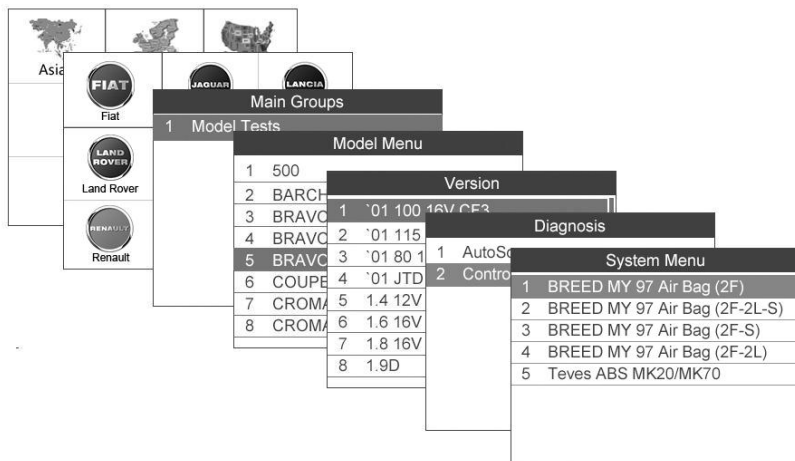 Asia
FIAT
JAGUAR
LANCIA
Fiat
LAND
ROVER
Land Rover
RENAULT
Renault
Main Groups
1 Model Tests
Model Menu
1 500
2 BARCH
3 BRAVO
4 BRAVO
5 BRAVO
6 COUPE
7 CROMA
8 CROMA
Version
1 `01 100 16V CF3
2 `01 115
3 `01 80 1
4 `01 JTD
5 1.4 12V
6 1.6 16V
7 1.8 16V
8 1.9D
Diagnosis
1 AutoSc
2 Contro
System Menu
1 BREED MY 97 Air Bag (2F)
2 BREED MY 97 Air Bag (2F-2L-S)
3 BREED MY 97 Air Bag (2F-S)
4 BREED MY 97 Air Bag (2F-2L)
5 Teves ABS MK20/MK70